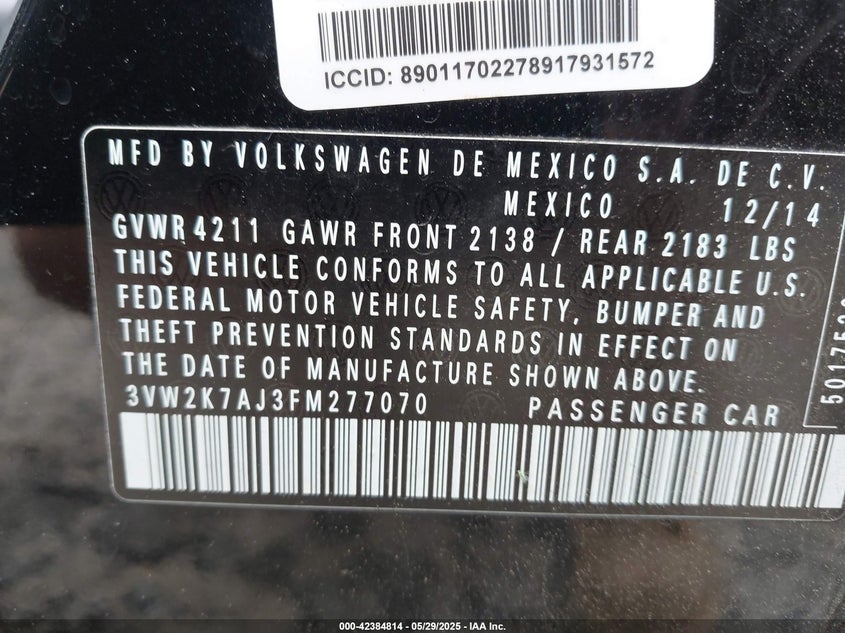 ICCID: 89011702278917931572
MFD BY VOLKSWAGEN DE MEXICO S.A. DE C.V.
MEXICO 12/14
GVWR 4211 GAWR FRONT 2138 / REAR 2183 LBS
THIS VEHICLE CONFORMS TO ALL APPLICABLE U.S.
FEDERAL MOTOR VEHICLE SAFETY, BUMPER AND
THEFT PREVENTION STANDARDS IN EFFECT ON
THE DATE OF MANUFACTURE SHOWN ABOVE.
3VW2K7AJ3FM277070 PASSENGER CAR
000-42384814 - 05/29/2025 - IAA Inc.